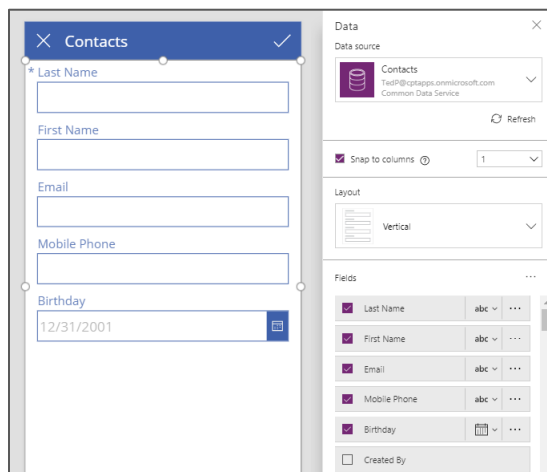 Contacts
* Last Name
First Name
Email
Mobile Phone
Birthday
12/31/2001
Data
Data source
Contacts
TedP@cptapps.onmicrosoft.com
Common Data Service
Refresh
Snap to columns
1
Layout
Vertical
Fields
Last Name abc
First Name abc
Email abc
Mobile Phone abc
Birthday
Created By